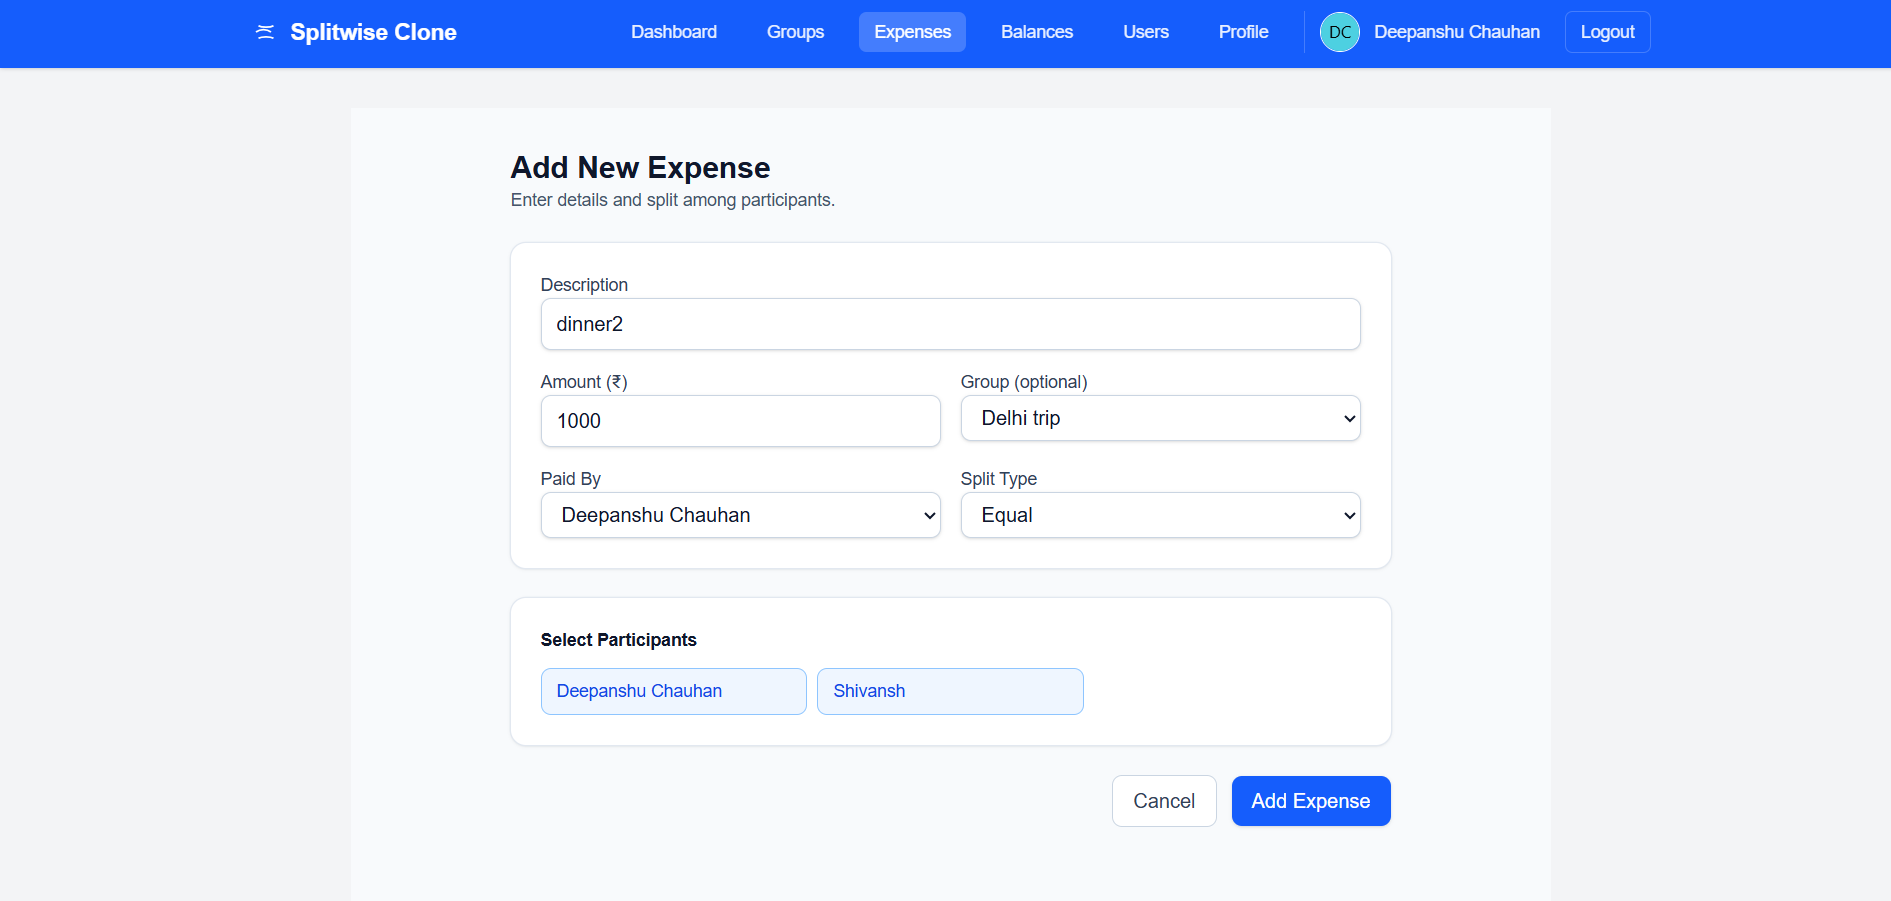 Splitwise Clone Dashboard Groups Expenses Balances Users Profile DC Deepanshu Chauhan Logout
Add New Expense
Enter details and split among participants.
Description
dinner2
Amount (₹) Group (optional)
1000 Delhi trip
Paid By Split Type
Deepanshu Chauhan Equal
Select Participants
Deepanshu Chauhan Shivansh
Cancel Add Expense